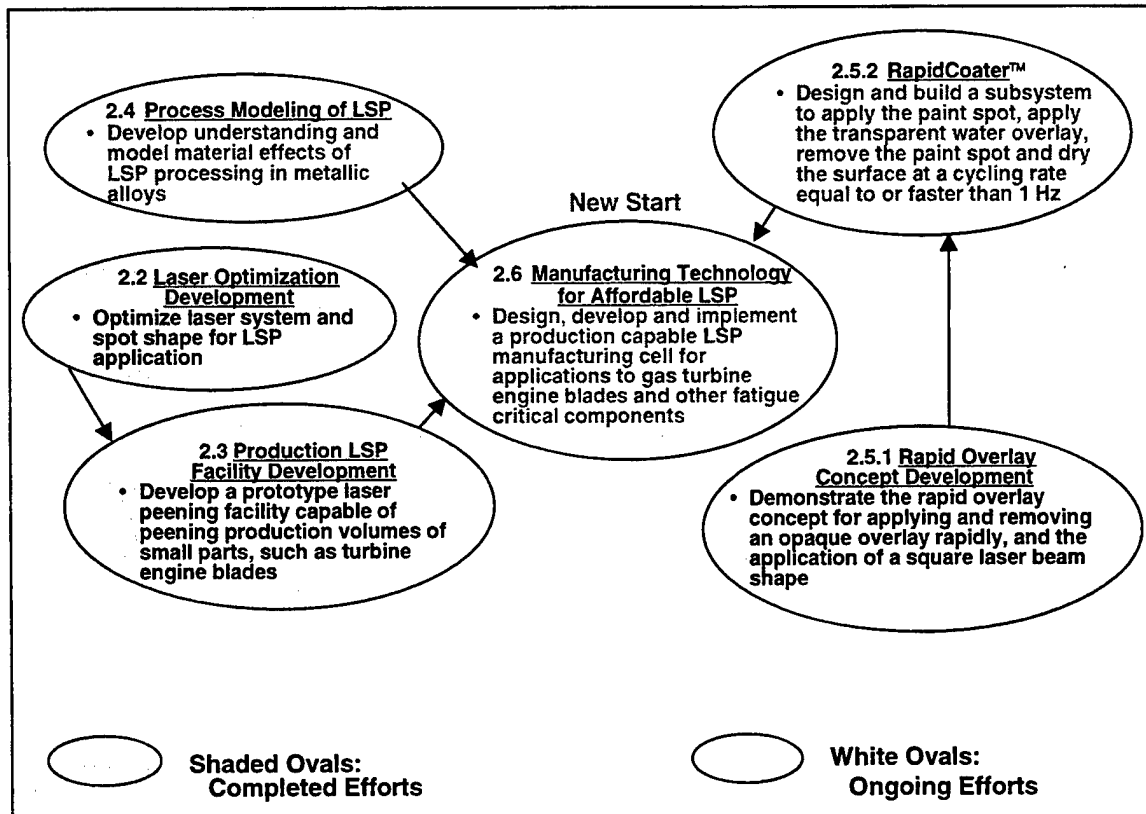 2.4 Process Modeling of LSP
• Develop understanding and
model material effects of
LSP processing in metallic
alloys
2.5.2 RapidCoater™
• Design and build a subsystem
to apply the paint spot, apply
the transparent water overlay,
remove the paint spot and dry
the surface at a cycling rate
equal to or faster than 1 Hz
New Start
2.2 Laser Optimization
Development
• Optimize laser system and
spot shape for LSP
application
2.6 Manufacturing Technology
for Affordable LSP
• Design, develop and implement
a production capable LSP
manufacturing cell for
applications to gas turbine
engine blades and other fatigue
critical components
2.3 Production LSP
Facility Development
• Develop a prototype laser
peening facility capable of
peening production volumes of
small parts, such as turbine
engine blades
2.5.1 Rapid Overlay
Concept Development
• Demonstrate the rapid overlay
concept for applying and removing
an opaque overlay rapidly, and the
application of a square laser beam
shape
Shaded Ovals:
Completed Efforts
White Ovals:
Ongoing Efforts